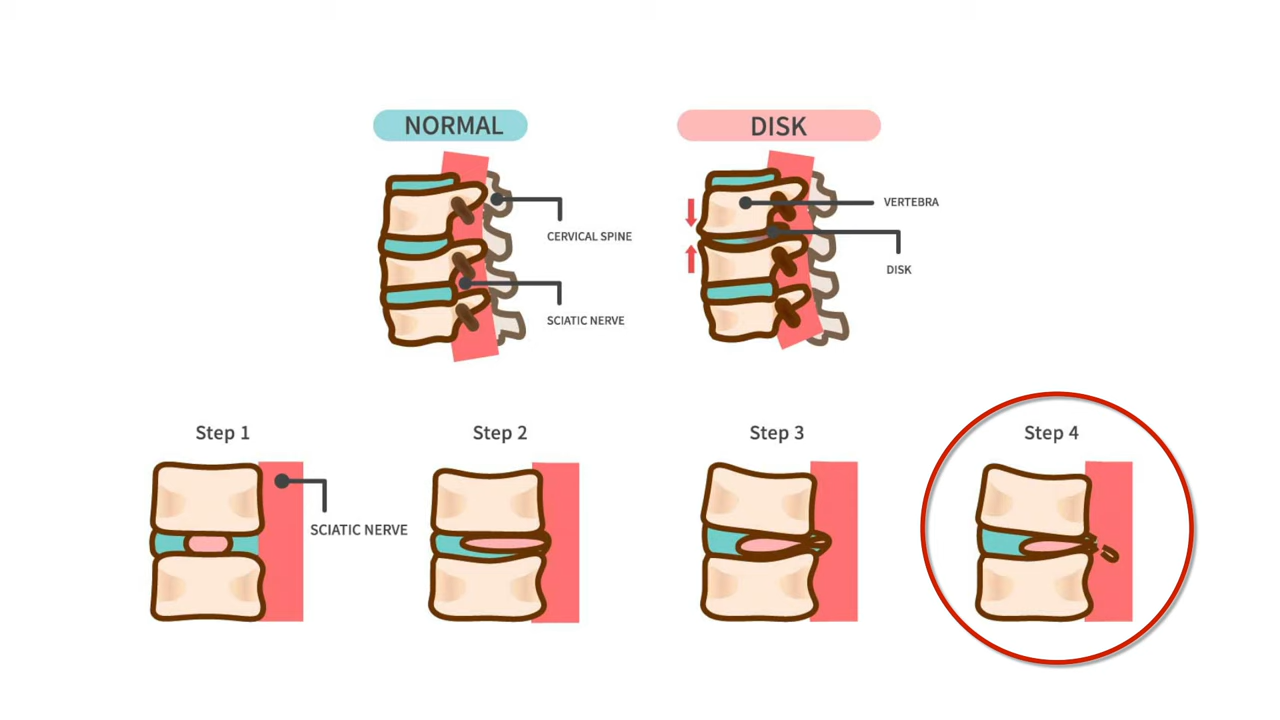 NORMAL
DISK
CERVICAL SPINE
SCIATIC NERVE
VERTEBRA
DISK
Step 1
Step 2
Step 3
Step 4
SCIATIC NERVE